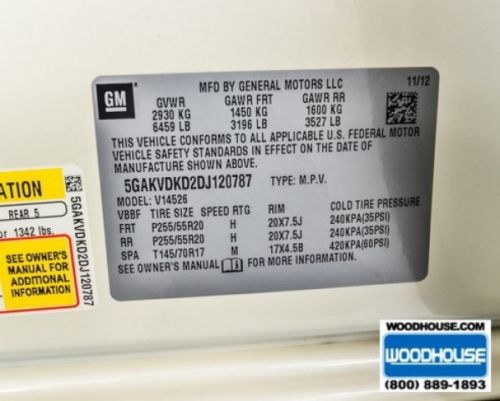 GM
MFD BY GENERAL MOTORS LLC
11/12
GVWR GAWR FRT GAWR RR
2930 KG 1450 KG 1600 KG
6459 LB 3196 LB 3527 LB
THIS VEHICLE CONFORMS TO ALL APPLICABLE U.S. FEDERAL MOTOR
VEHICLE SAFETY STANDARDS IN EFFECT ON THE DATE OF
MANUFACTURE SHOWN ABOVE.
5GAKVDKD2DJ120787 TYPE: M.P.V.
MODEL: V14526
VBBF TIRE SIZE SPEED RTG RIM COLD TIRE PRESSURE
FRT P255/55R20 H 20X7.5J 240KPA(35PSI)
RR P255/55R20 H 20X7.5J 240KPA(35PSI)
SPA T145/70R17 M 17X4.5B 420KPA(60PSI)
SEE OWNER'S MANUAL FOR MORE INFORMATION.
ATION
REAR 5
or 1342 lbs.
SEE OWNER'S
MANUAL FOR
ADDITIONAL
INFORMATION
5GAKVDKD2DJ120787
WOODHOUSE.COM
WOODHOUSE
(800) 889-1893